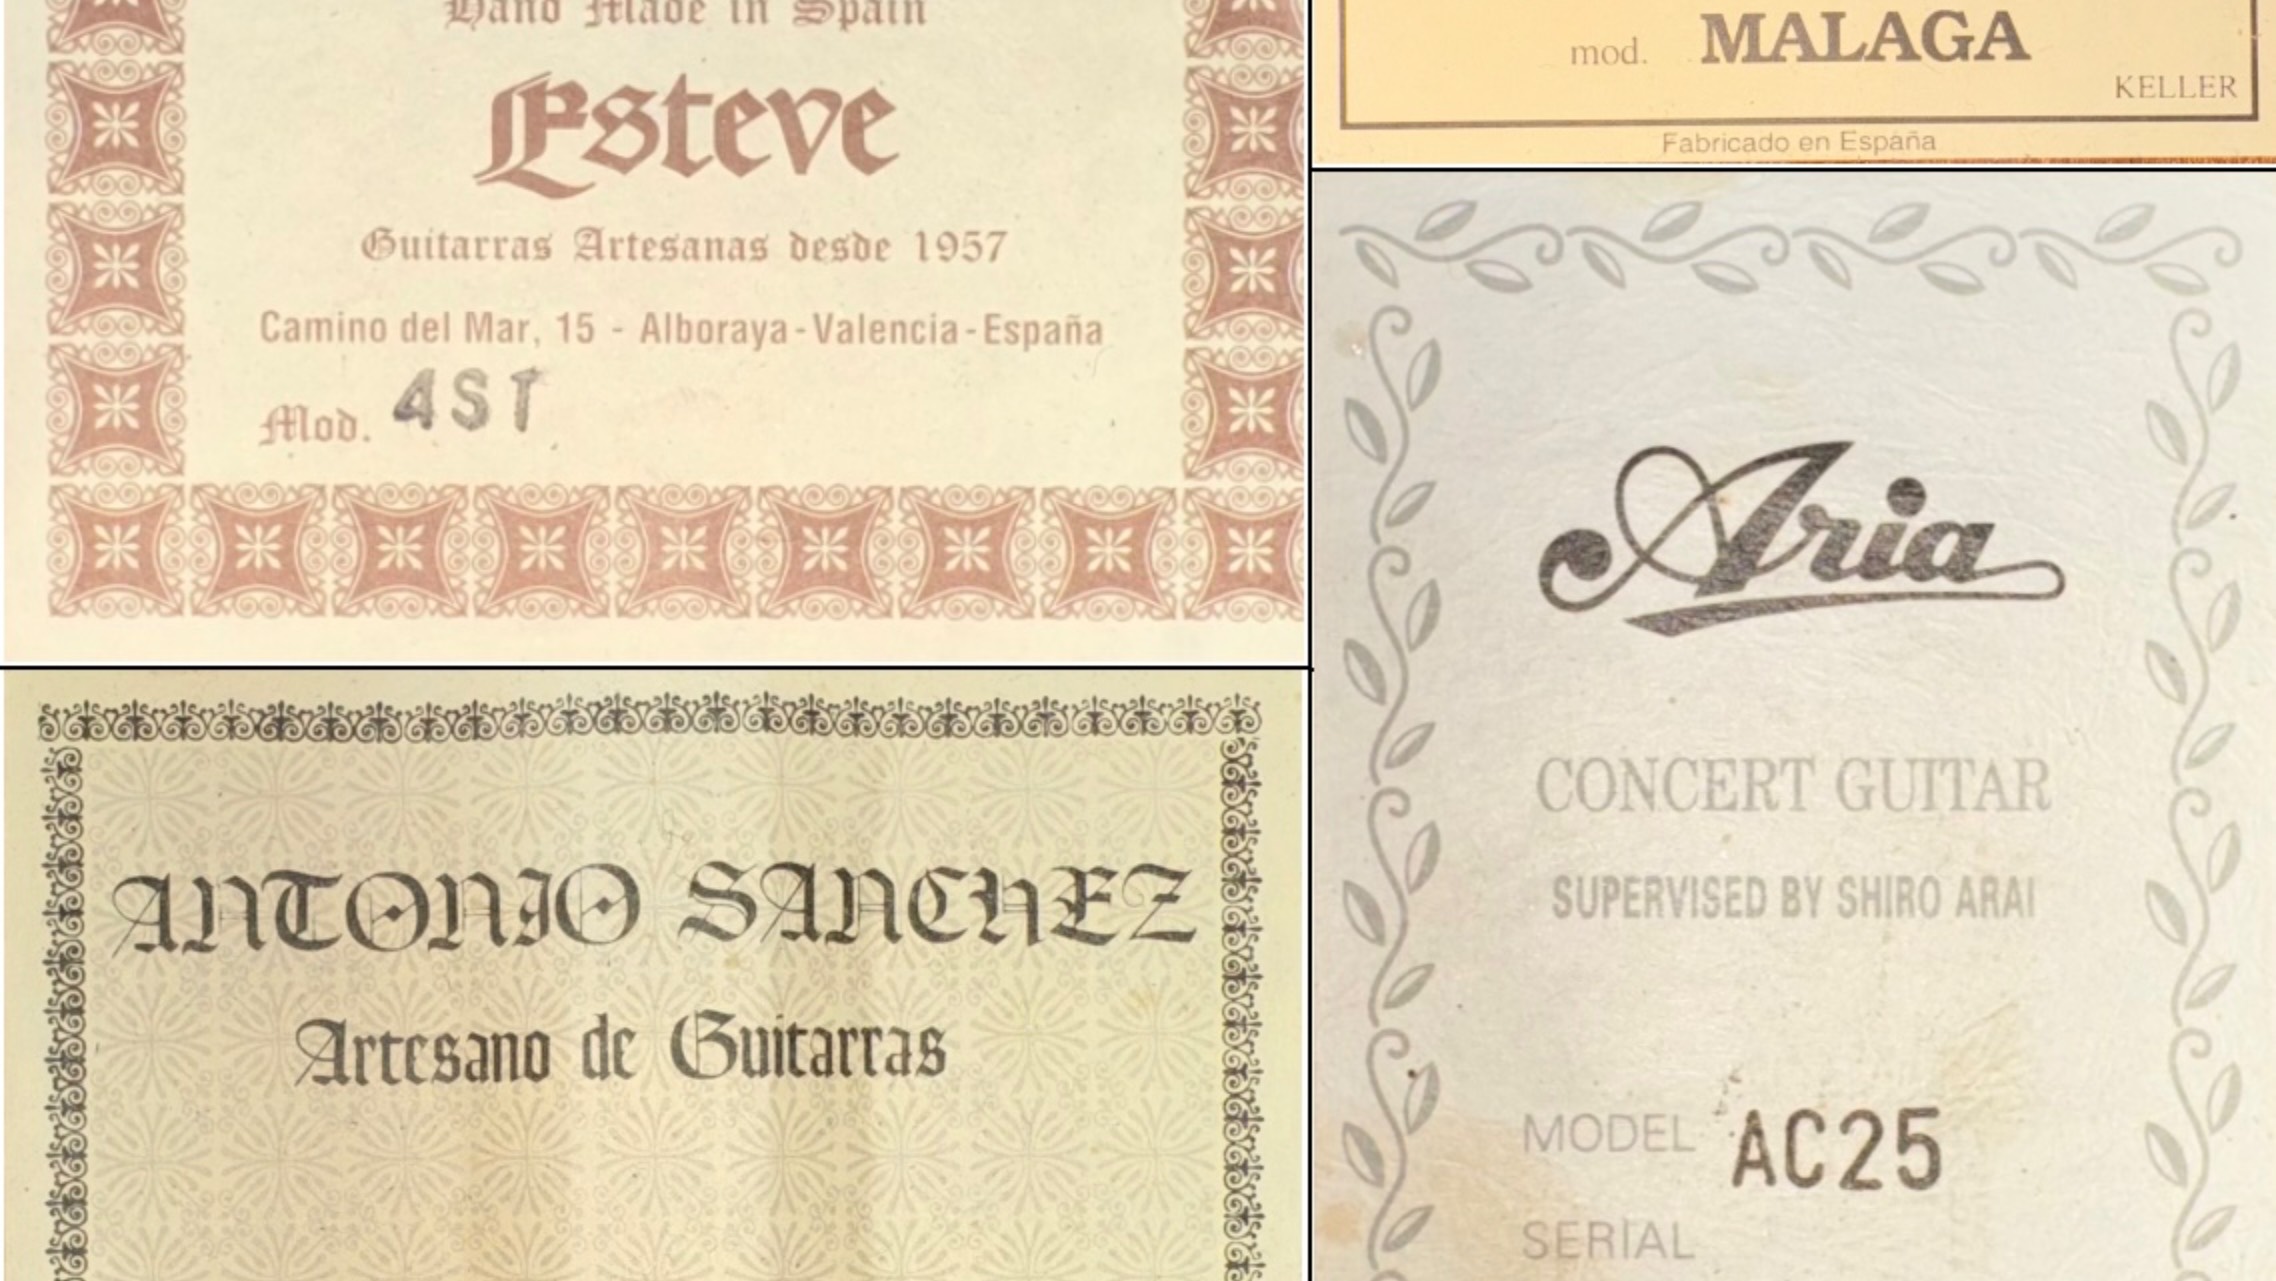 Hand Made in Spain
Esteve
Guitarras Artesanas desde 1957
Camino del Mar, 15 - Alboraya - Valencia - España
Mod. 4ST
mod. MALAGA
KELLER
Fabricado en España
ANTONIO SANCHEZ
Artesano de Guitarras
Aria
CONCERT GUITAR
SUPERVISED BY SHIRO ARAI
MODEL AC25
SERIAL